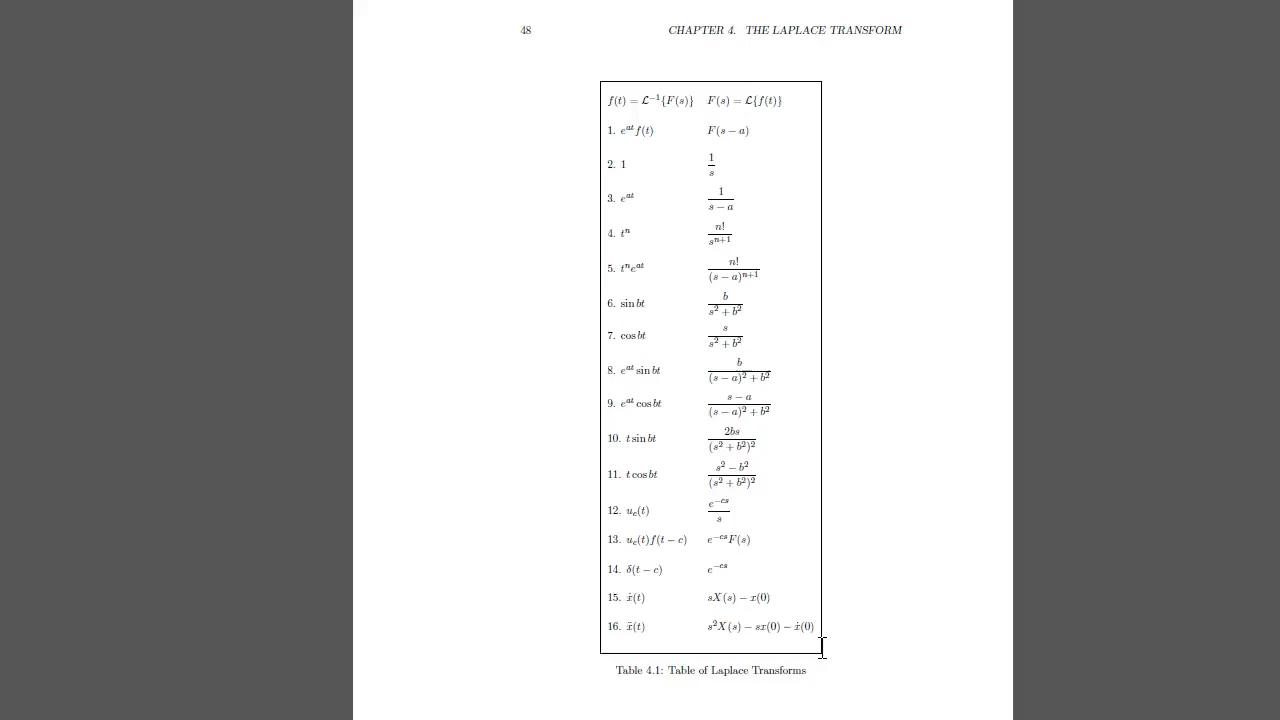 48 CHAPTER 4. THE LAPLACE TRANSFORM
f(t) = ℒ⁻¹{F(s)} F(s) = ℒ{f(t)}
1. e^{at}f(t) F(s − a)
2. 1 1/s
3. e^{at} 1/(s − a)
4. t^n n!/s^{n+1}
5. t^n e^{at} n!/(s − a)^{n+1}
6. sin bt b/(s² + b²)
7. cos bt s/(s² + b²)
8. e^{at} sin bt b/((s − a)² + b²)
9. e^{at} cos bt (s − a)/((s − a)² + b²)
10. t sin bt 2bs/(s² + b²)²
11. t cos bt (s² − b²)/(s² + b²)²
12. u_c(t) e^{−cs}/s
13. u_c(t)f(t − c) e^{−cs}F(s)
14. δ(t − c) e^{−cs}
15. ẋ(t) sX(s) − x(0)
16. ẍ(t) s²X(s) − sx(0) − ẋ(0)
Table 4.1: Table of Laplace Transforms